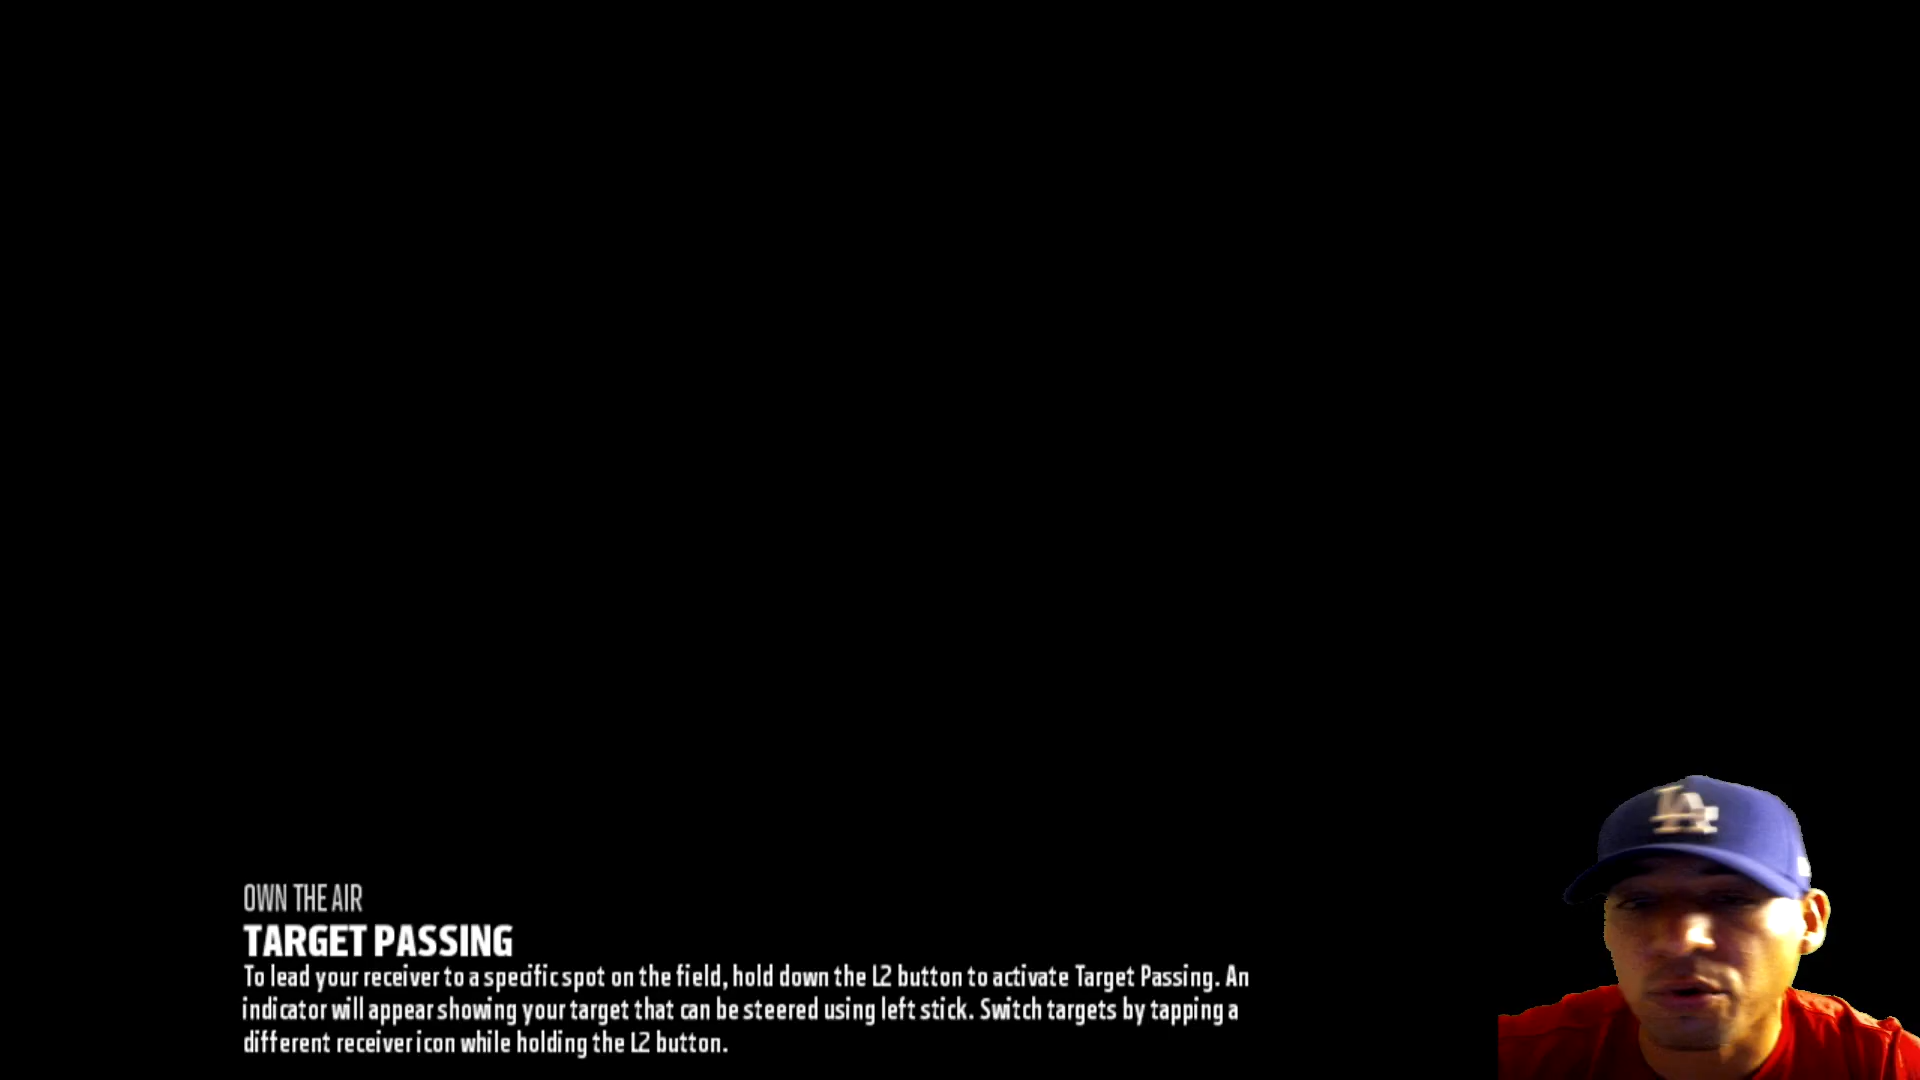 LA
OWN THE AIR
TARGET PASSING
To lead your receiver to a specific spot on the field, hold down the L2 button to activate Target Passing. An
indicator will appear showing your target that can be steered using left stick. Switch targets by tapping a
different receiver icon while holding the L2 button.